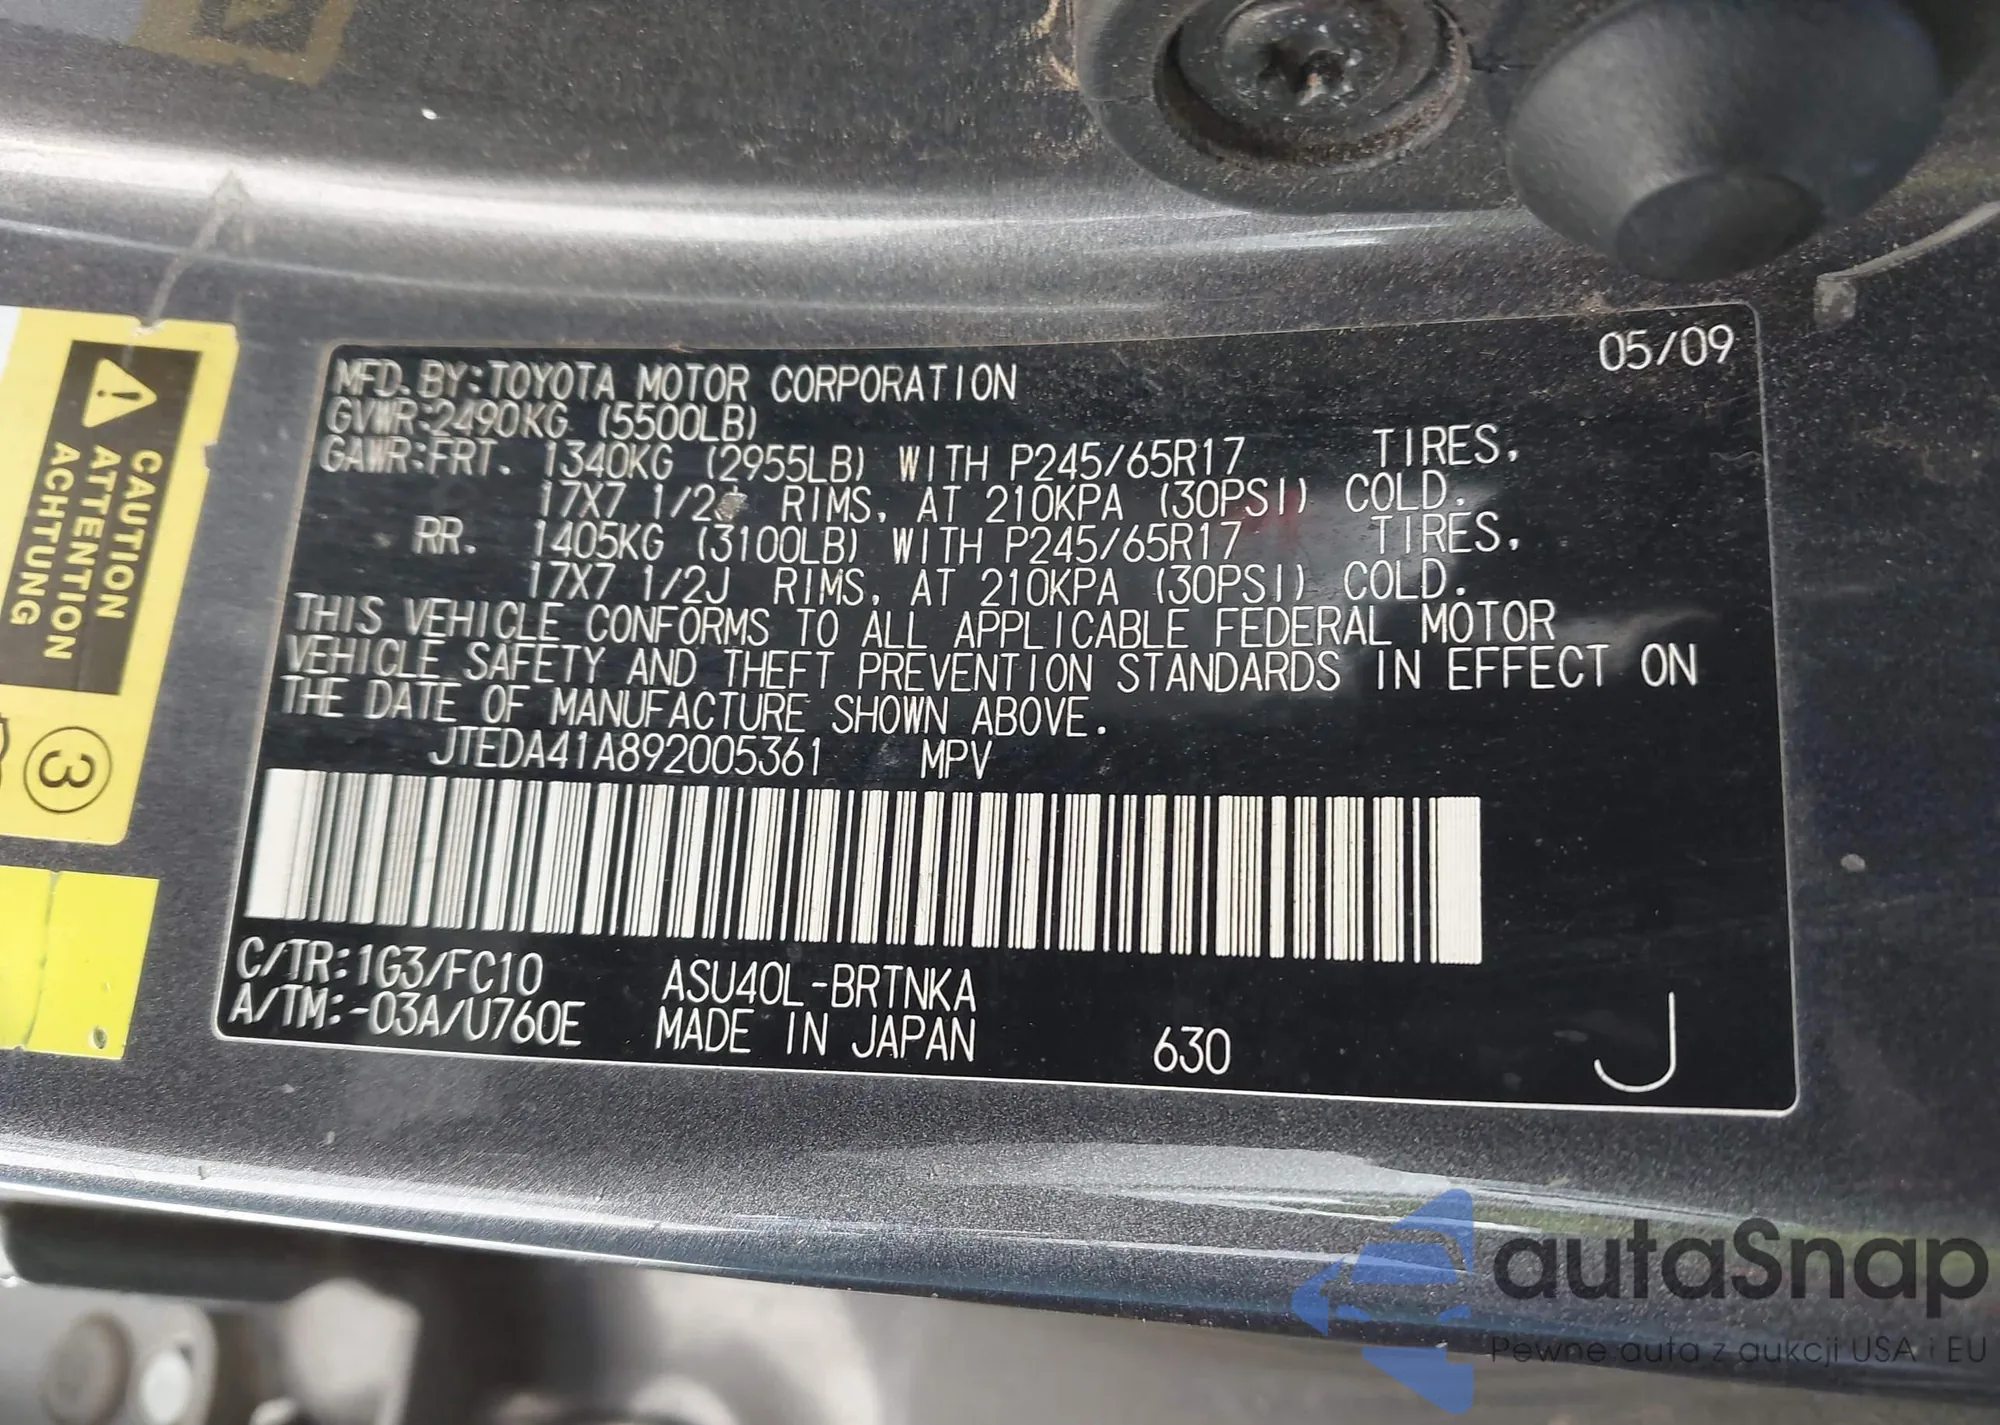 05/09
MFD. BY:TOYOTA MOTOR CORPORATION
GVWR:2490KG (5500LB)
GAWR:FRT. 1340KG (2955LB) WITH P245/65R17 TIRES,
17X7 1/2J RIMS, AT 210KPA (30PSI) COLD.
RR. 1405KG (3100LB) WITH P245/65R17 TIRES,
17X7 1/2J RIMS, AT 210KPA (30PSI) COLD.
THIS VEHICLE CONFORMS TO ALL APPLICABLE FEDERAL MOTOR
VEHICLE SAFETY AND THEFT PREVENTION STANDARDS IN EFFECT ON
THE DATE OF MANUFACTURE SHOWN ABOVE.
JTEDA41A892005361 MPV
C/TR:1G3/FC10 ASU40L-BRTNKA
A/TM:-03A/U760E MADE IN JAPAN 630 J
CAUTION
ATTENTION
ACHTUNG
3
autaSnap
Pewne auta z aukcji USA i EU